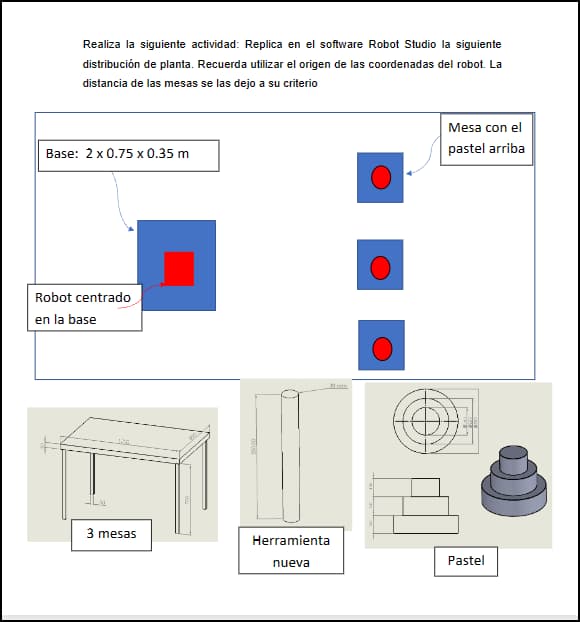 Realiza la siguiente actividad: Replica en el software Robot Studio la siguiente
distribución de planta. Recuerda utilizar el origen de las coordenadas del robot. La
distancia de las mesas se las dejo a su criterio
Base: 2 x 0.75 x 0.35 m
Mesa con el
pastel arriba
Robot centrado
en la base
3 mesas
Herramienta
nueva
Pastel